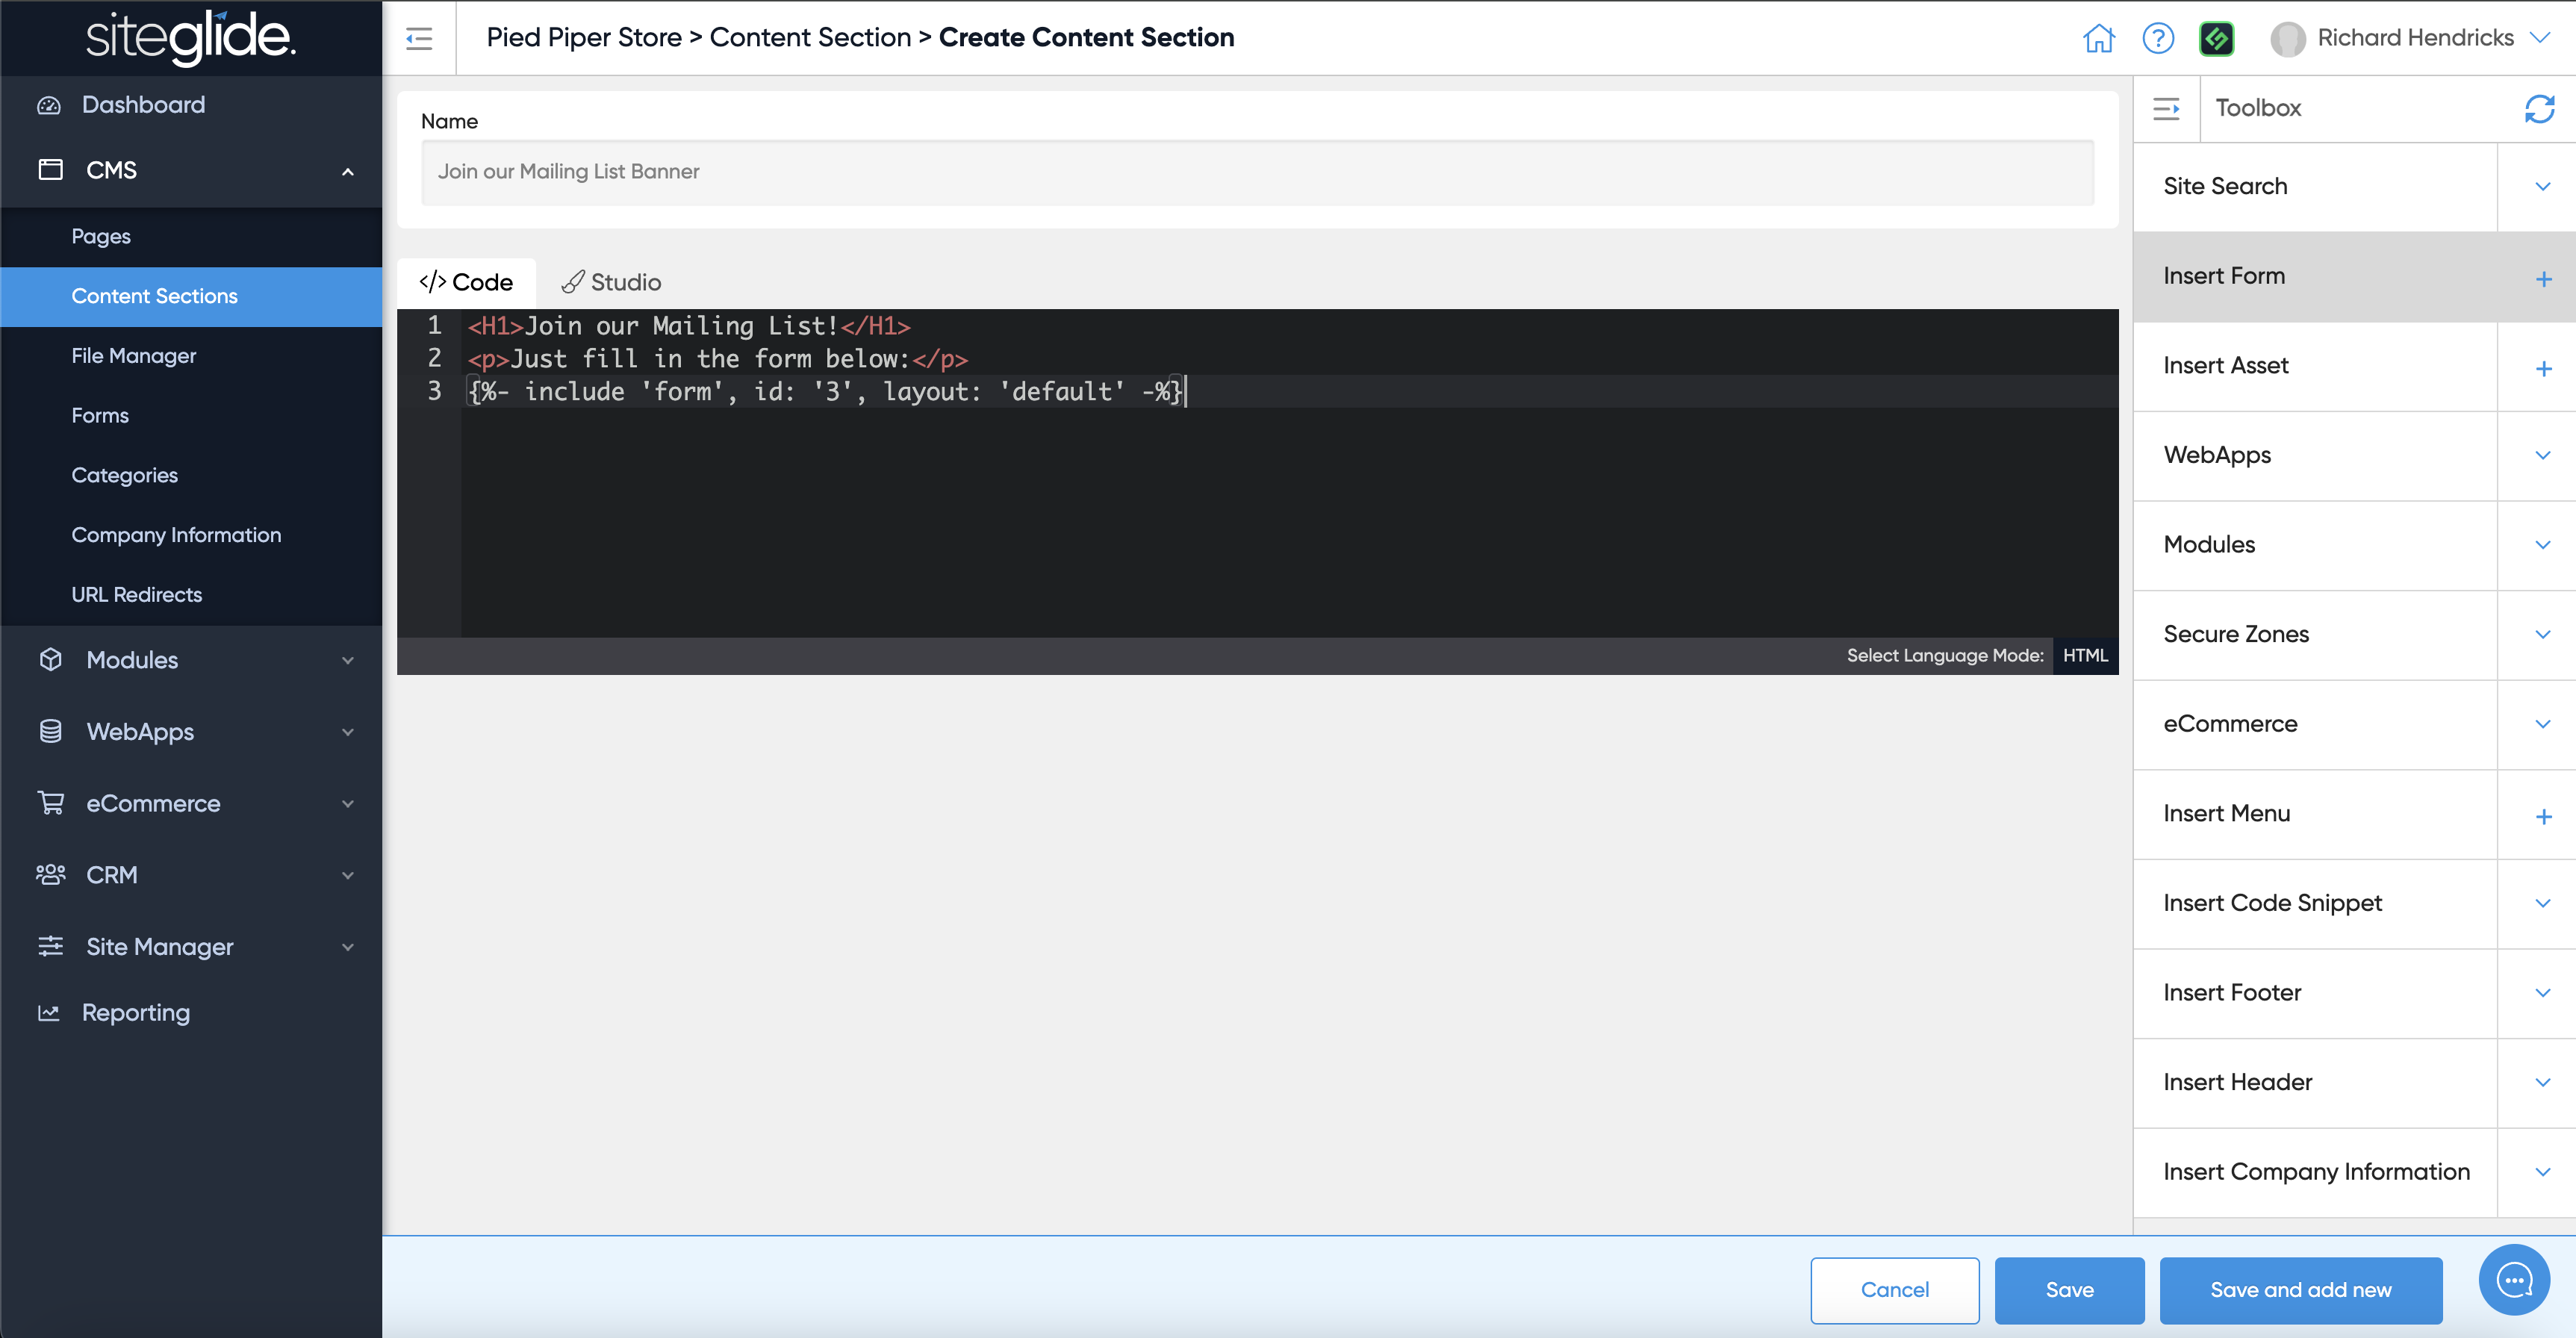 siteglide.
Pied Piper Store > Content Section > Create Content Section
Richard Hendricks
Dashboard
CMS
Pages
Content Sections
File Manager
Forms
Categories
Company Information
URL Redirects
Modules
WebApps
eCommerce
CRM
Site Manager
Reporting
Name
Join our Mailing List Banner
</> Code
Studio
1 <H1>Join our Mailing List!</H1>
2 <p>Just fill in the form below:</p>
3 {%- include 'form', id: '3', layout: 'default' -%}
Select Language Mode: HTML
Toolbox
Site Search
Insert Form
Insert Asset
WebApps
Modules
Secure Zones
eCommerce
Insert Menu
Insert Code Snippet
Insert Footer
Insert Header
Insert Company Information
Cancel
Save
Save and add new